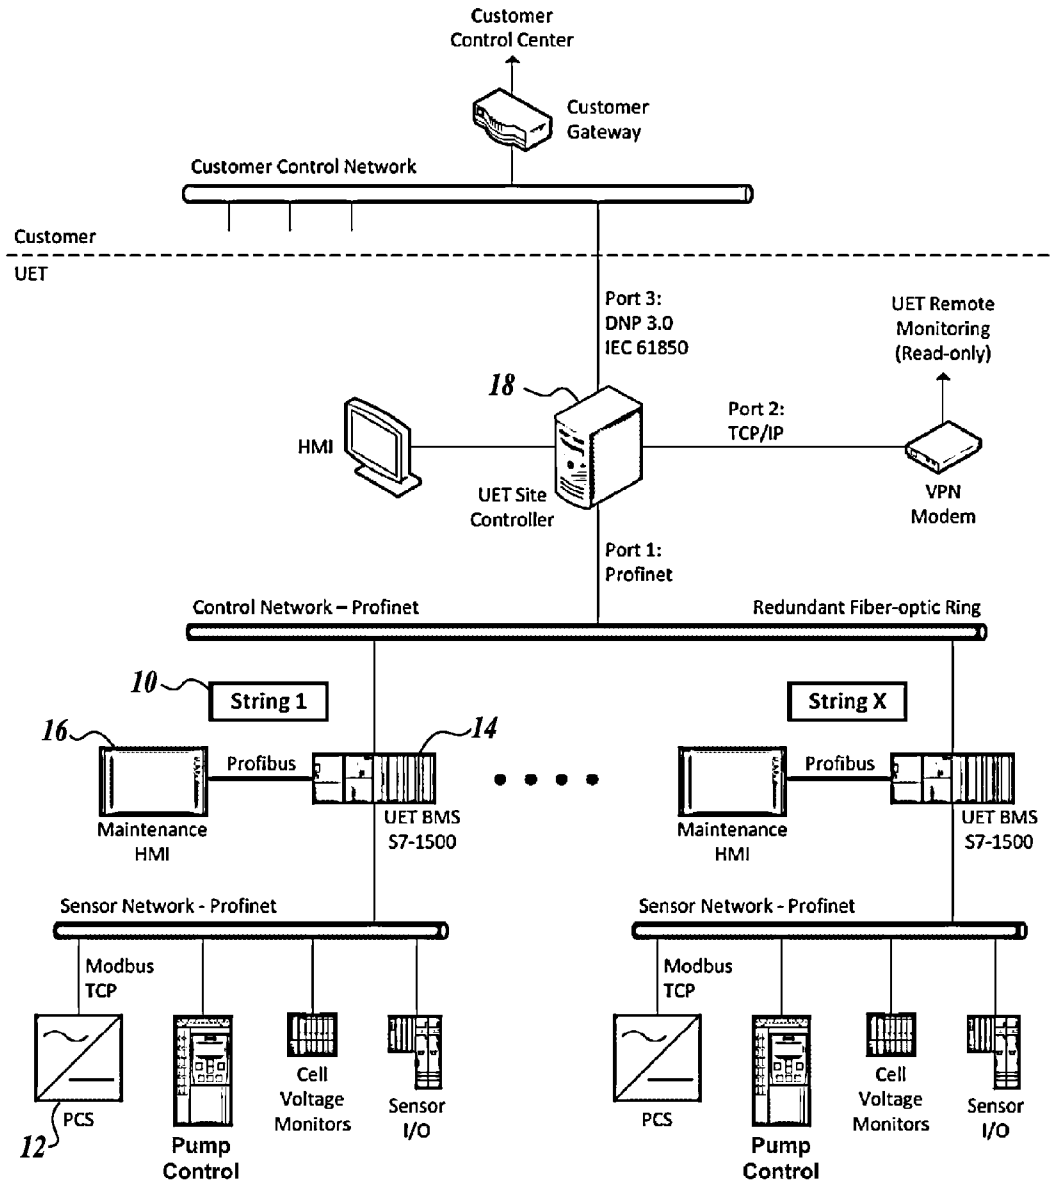 Customer
Control Center
Customer
Gateway
Customer Control Network
Customer
UET
Port 3:
DNP 3.0
IEC 61850
UET Remote
Monitoring
(Read-only)
18
Port 2:
TCP/IP
HMI
UET Site
Controller
VPN
Modem
Port 1:
Profinet
Control Network – Profinet
Redundant Fiber-optic Ring
10
String 1
String X
16
14
Profibus
Profibus
Maintenance
HMI
UET BMS
S7-1500
Maintenance
HMI
UET BMS
S7-1500
Sensor Network - Profinet
Sensor Network - Profinet
Modbus
TCP
Modbus
TCP
PCS
12
Pump
Control
Cell
Voltage
Monitors
Sensor
I/O
PCS
Pump
Control
Cell
Voltage
Monitors
Sensor
I/O